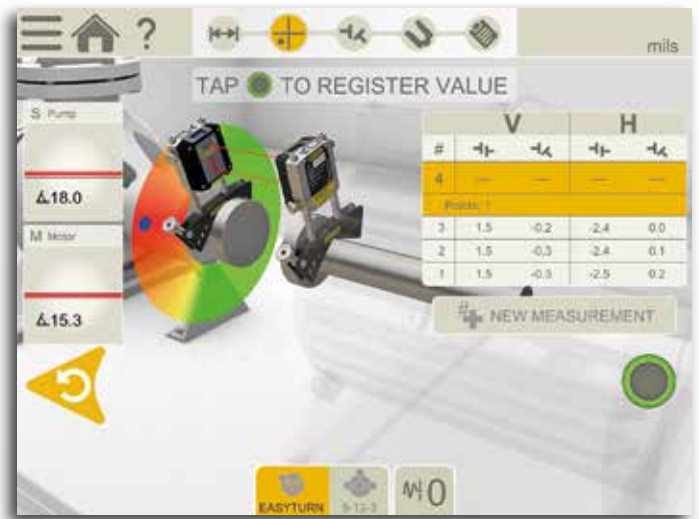 ?
mils
TAP TO REGISTER VALUE
S Pump
∡18.0
M Motor
∡15.3
V H
#
4 --- --- --- ---
Points: 1
3 1.5 -0.2 -2.4 0.0
2 1.5 -0.3 -2.4 0.1
1 1.5 -0.3 -2.5 0.2
# NEW MEASUREMENT
EASYTURN 9-12-3
0